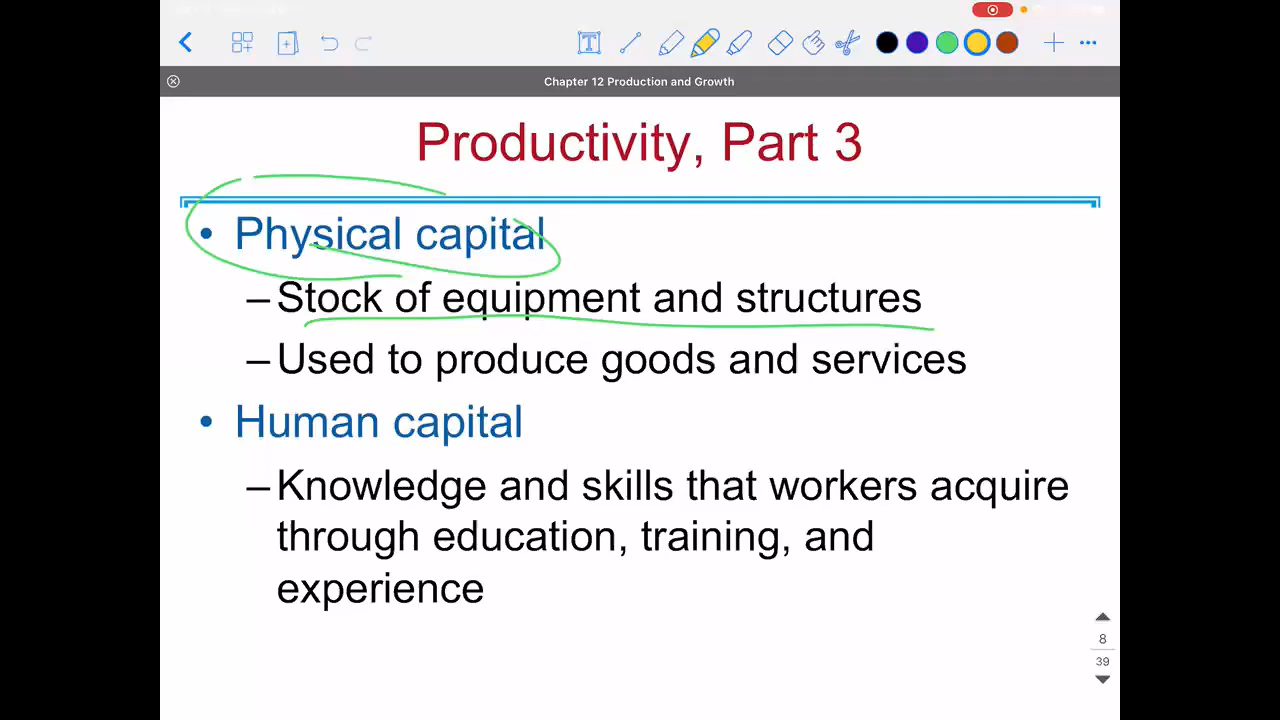 Chapter 12 Production and Growth
Productivity, Part 3
• Physical capital
–Stock of equipment and structures
–Used to produce goods and services
• Human capital
–Knowledge and skills that workers acquire
through education, training, and
experience
8
39